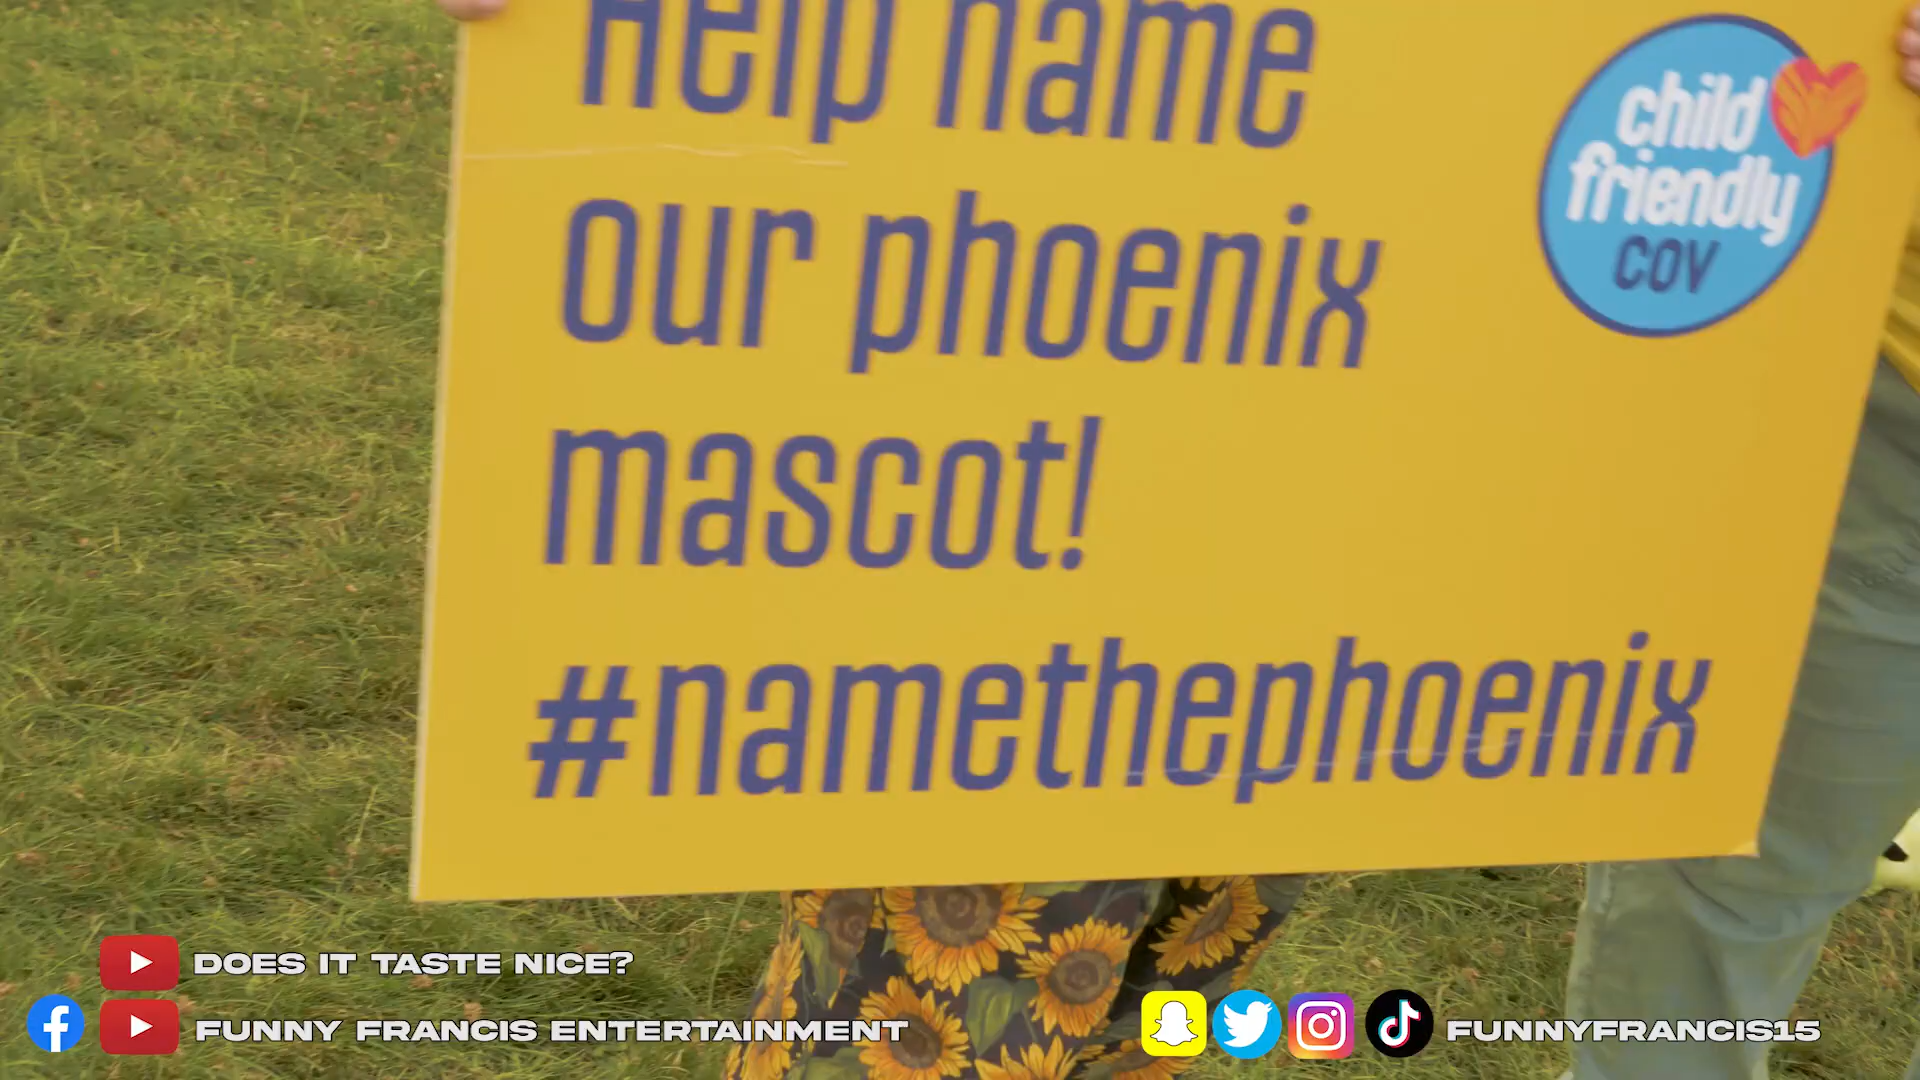 Help name
our phoenix
mascot!
#namethephoenix
child
friendly
cov
DOES IT TASTE NICE?
FUNNY FRANCIS ENTERTAINMENT
FUNNYFRANCIS15